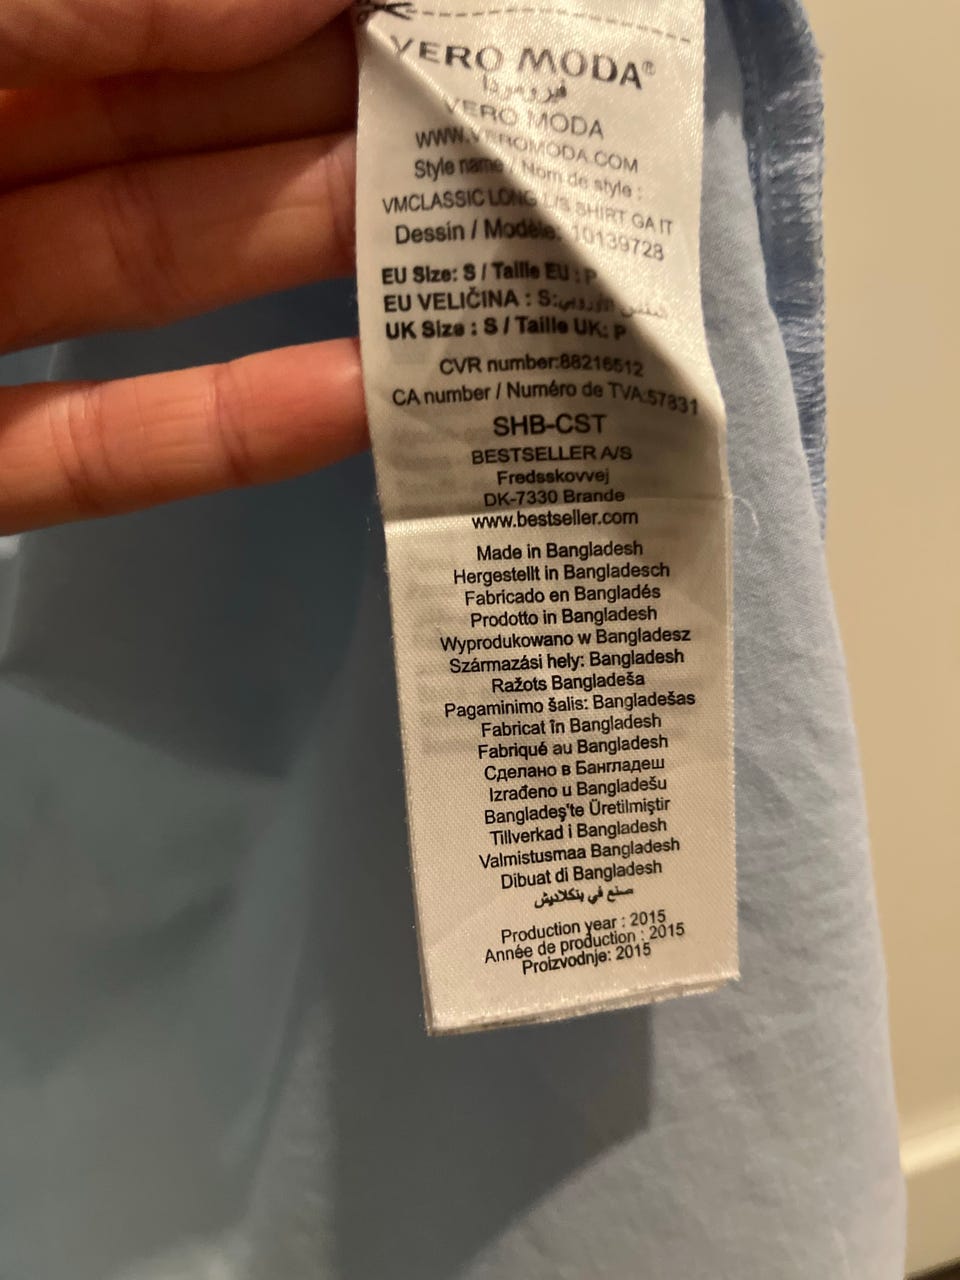 VERO MODA®
فيرومودا
VERO MODA
WWW.VEROMODA.COM
Style name / Nom de style :
VMCLASSIC LONG L/S SHIRT GA IT
Dessin / Modèle: 10139728
EU Size: S / Taille EU : P
EU VELIČINA : S:المقاس الأوروبي
UK Size : S / Taille UK: P
CVR number:88216512
CA number / Numéro de TVA:57831
SHB-CST
BESTSELLER A/S
Fredsskovvej
DK-7330 Brande
www.bestseller.com
Made in Bangladesh
Hergestellt in Bangladesch
Fabricado en Bangladés
Prodotto in Bangladesh
Wyprodukowano w Bangladesz
Származási hely: Bangladesh
Ražots Bangladeša
Pagaminimo šalis: Bangladešas
Fabricat în Bangladesh
Fabriqué au Bangladesh
Сделано в Бангладеш
Izrađeno u Bangladešu
Bangladeş'te Üretilmiştir
Tillverkad i Bangladesh
Valmistusmaa Bangladesh
Dibuat di Bangladesh
صنع في بنكلاديش
Production year : 2015
Année de production : 2015
Proizvodnje: 2015